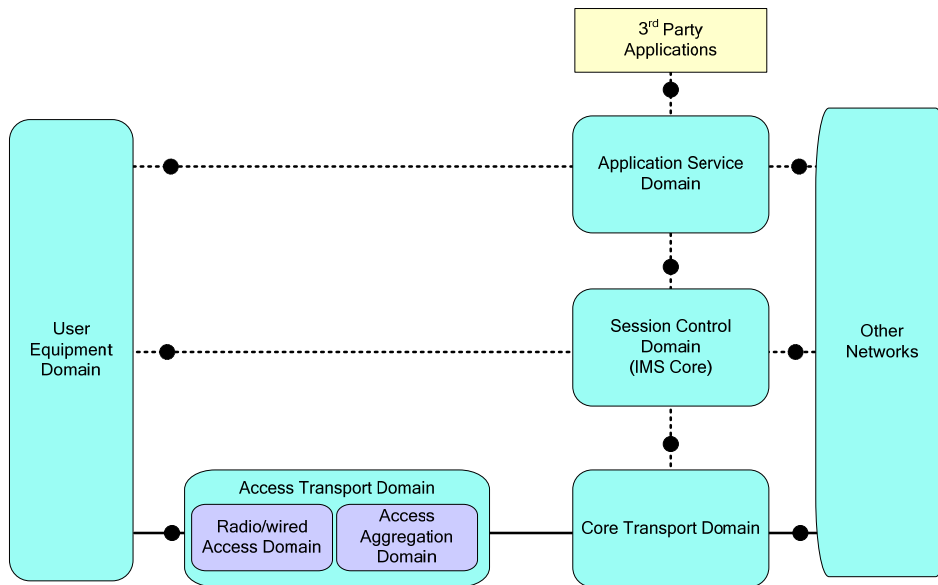 3rd Party
Applications
Application Service
Domain
User
Equipment
Domain
Session Control
Domain
(IMS Core)
Other
Networks
Access Transport Domain
Radio/wired
Access Domain
Access
Aggregation
Domain
Core Transport Domain